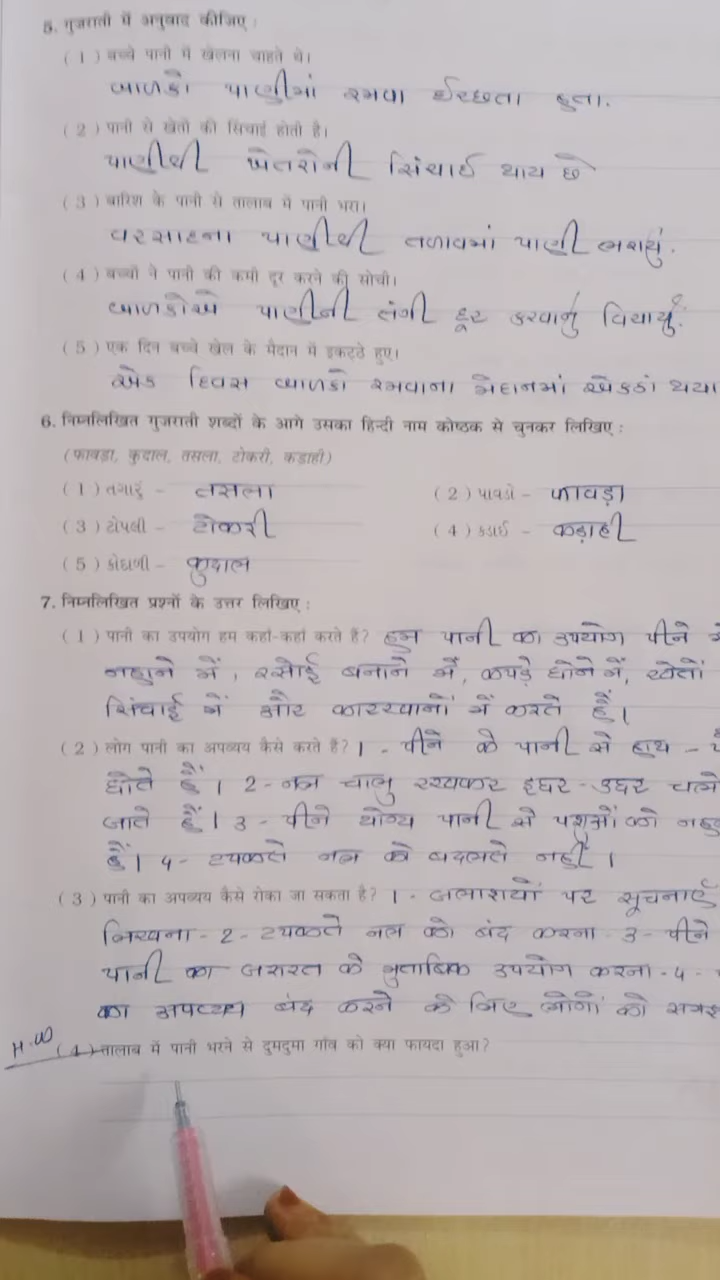 5. गुजराती में अनुवाद कीजिए :
( 1 ) बच्चे पानी में खेलना चाहते थे।
બાળકો પાણીમાં રમવા ઈચ્છતા હતા.
( 2 ) पानी से खेतों की सिंचाई होती है।
પાણીથી ખેતરોની સિંચાઈ થાય છે
( 3 ) बारिश के पानी से तालाब में पानी भरा।
વરસાદના પાણીથી તળાવમાં પાણી ભરાયું.
( 4 ) बच्चों ने पानी की कमी दूर करने की सोची।
બાળકોએ પાણીની તંગી દૂર કરવાનું વિચાર્યું.
( 5 ) एक दिन बच्चे खेल के मैदान में इकट्ठे हुए।
એક દિવસ બાળકો રમવાના મેદાનમાં એકઠાં થયા
6. निम्नलिखित गुजराती शब्दों के आगे उसका हिन्दी नाम कोष्ठक से चुनकर लिखिए :
(फावडा, कुदाल, तसला, टोकरी, कडाही)
( 1 ) તગારું - तसला ( 2 ) પાવડો - फावड़ा
( 3 ) ટોપલી - टोकरी ( 4 ) કડાઈ - कड़ाही
( 5 ) કોદાળી - कुदाल
7. निम्नलिखित प्रश्नों के उत्तर लिखिए :
( 1 ) पानी का उपयोग हम कहाँ-कहाँ करते है? हम पानी का उपयोग पीने
नहाने में, रसोई बनाने में, कपड़े धोने में, खेतों
सिंचाई में और कारखानों में करते हैं।
( 2 ) लोग पानी का अपव्यय कैसे करते हैं? 1 - पीने के पानी से हाथ -
धोते हैं। 2 - नल चालु रखकर इधर - उधर चले
जाते हैं। 3 - पीने योग्य पानी से पशुओं को
हैं। 4 - टपकते नल को बदलते नहीं।
( 3 ) पानी का अपव्यय कैसे रोका जा सकता है? 1 - जलाशयों पर सूचनाएँ
लिखना - 2 - टपकते नल को बंद करना - 3 - पीने
पानी का जरूरत के मुताबिक उपयोग करना - 4 -
का अपव्यय बंद करने के लिए लोगों को
H.W ( 4 ) तालाब में पानी भरने से दुमदुमा गाँव को क्या फायदा हुआ?